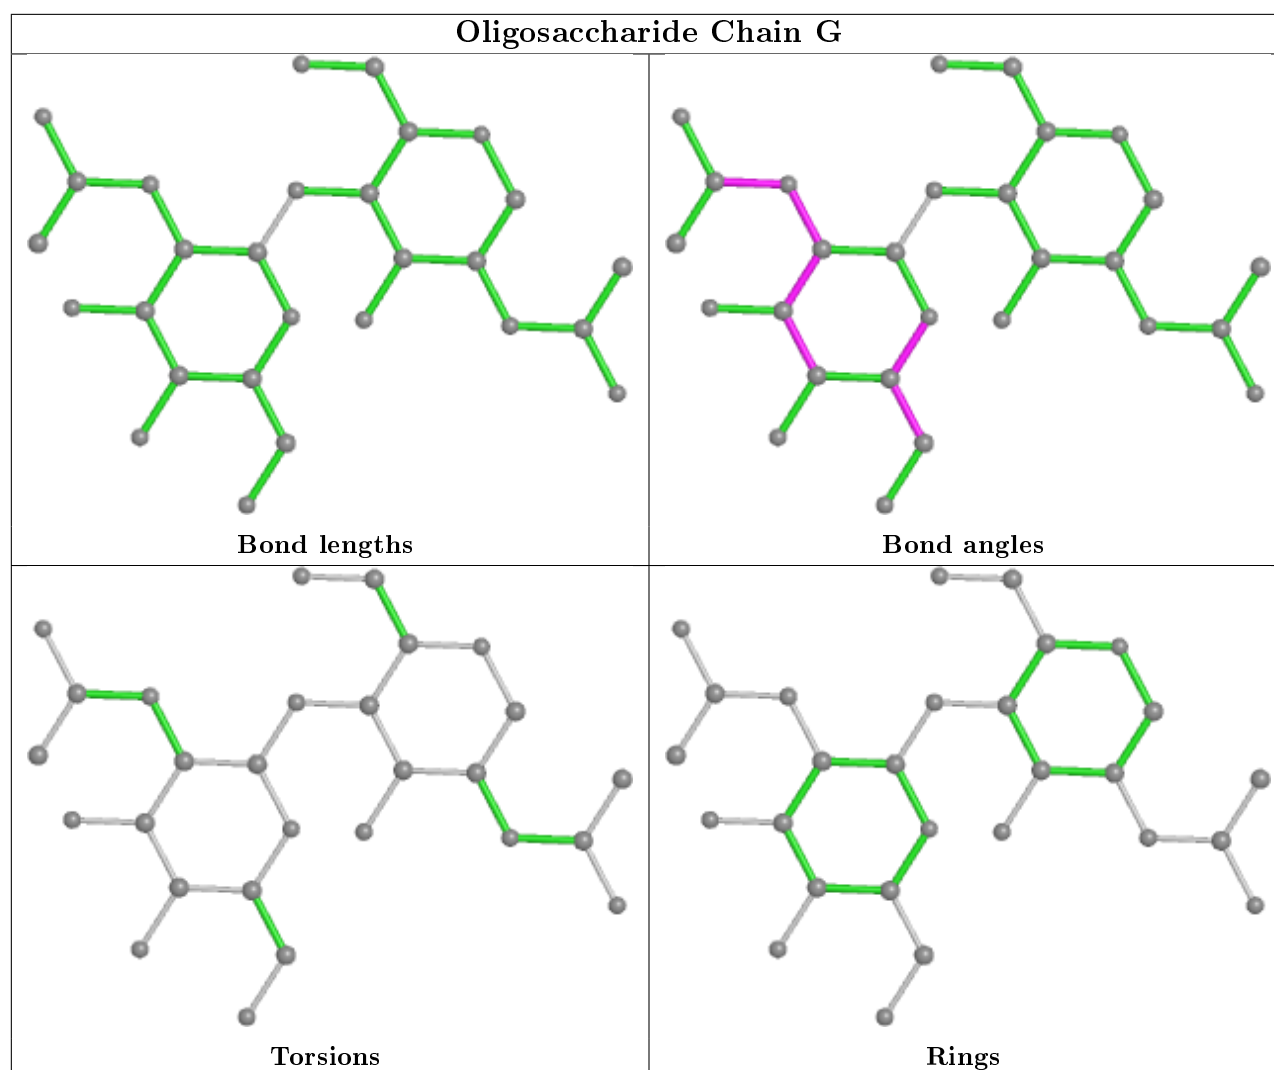 Oligosaccharide Chain G
Bond lengths
Bond angles
Torsions
Rings